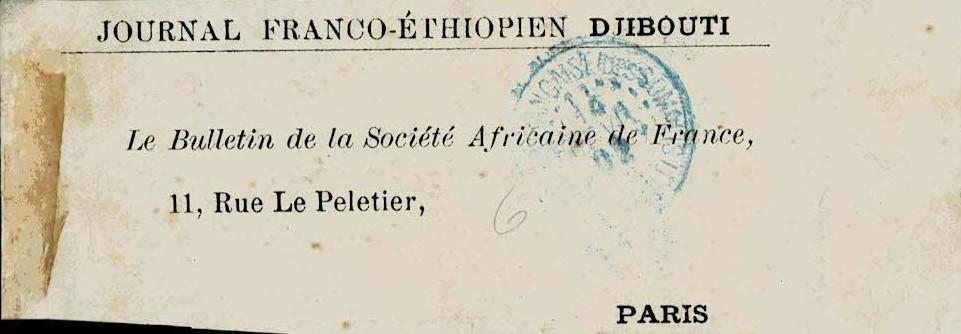 JOURNAL FRANCO-ÉTHIOPIEN DJIBOUTI
Le Bulletin de la Société Africaine de France,
11, Rue Le Peletier,
6
PARIS